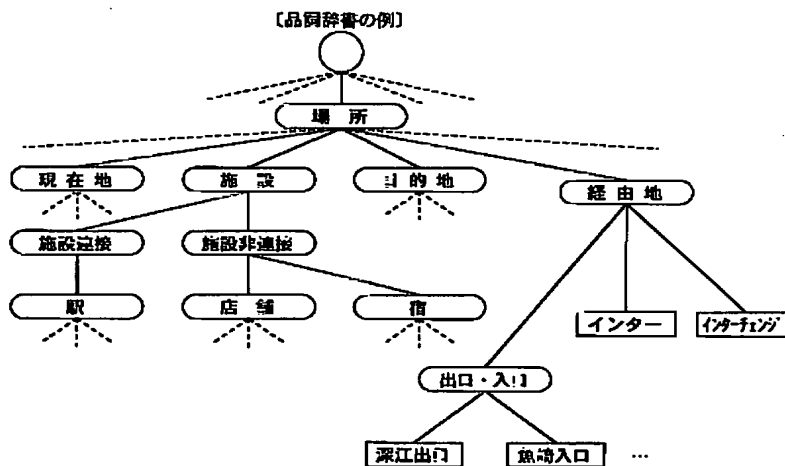 〔品詞辞書の例〕
場所
現在地 施設 目的地 経由地
施設連接 施設非連接
駅 店舗 宿 インター インターチェンジ
出口・入口
深江出口 魚崎入口 …